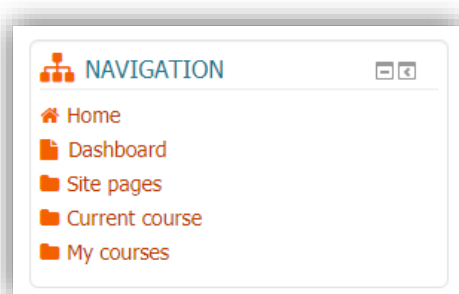 NAVIGATION
Home
Dashboard
Site pages
Current course
My courses